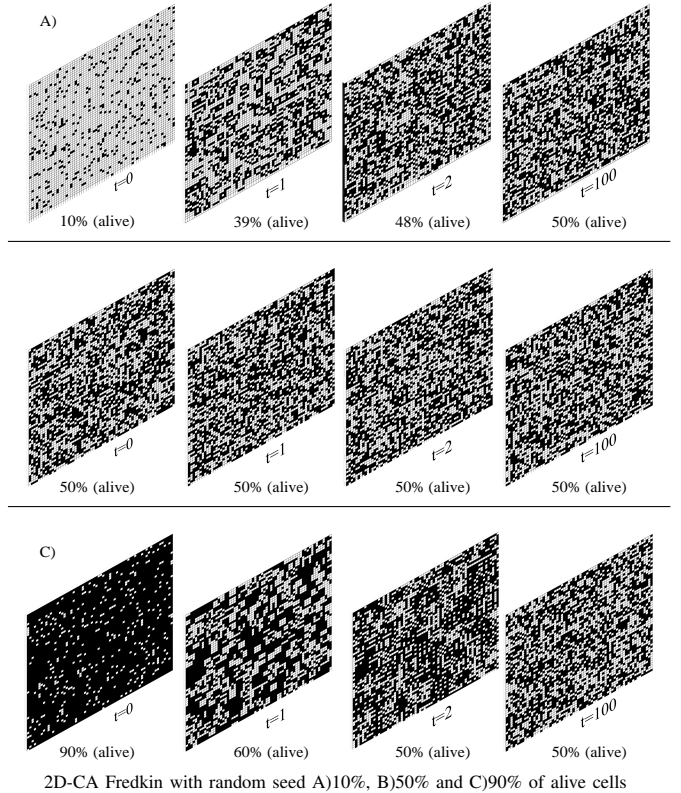 A)
t=0 t=1 t=2 t=100
10% (alive) 39% (alive) 48% (alive) 50% (alive)
t=0 t=1 t=2 t=100
50% (alive) 50% (alive) 50% (alive) 50% (alive)
C)
t=0 t=1 t=2 t=100
90% (alive) 60% (alive) 50% (alive) 50% (alive)
2D-CA Fredkin with random seed A)10%, B)50% and C)90% of alive cells